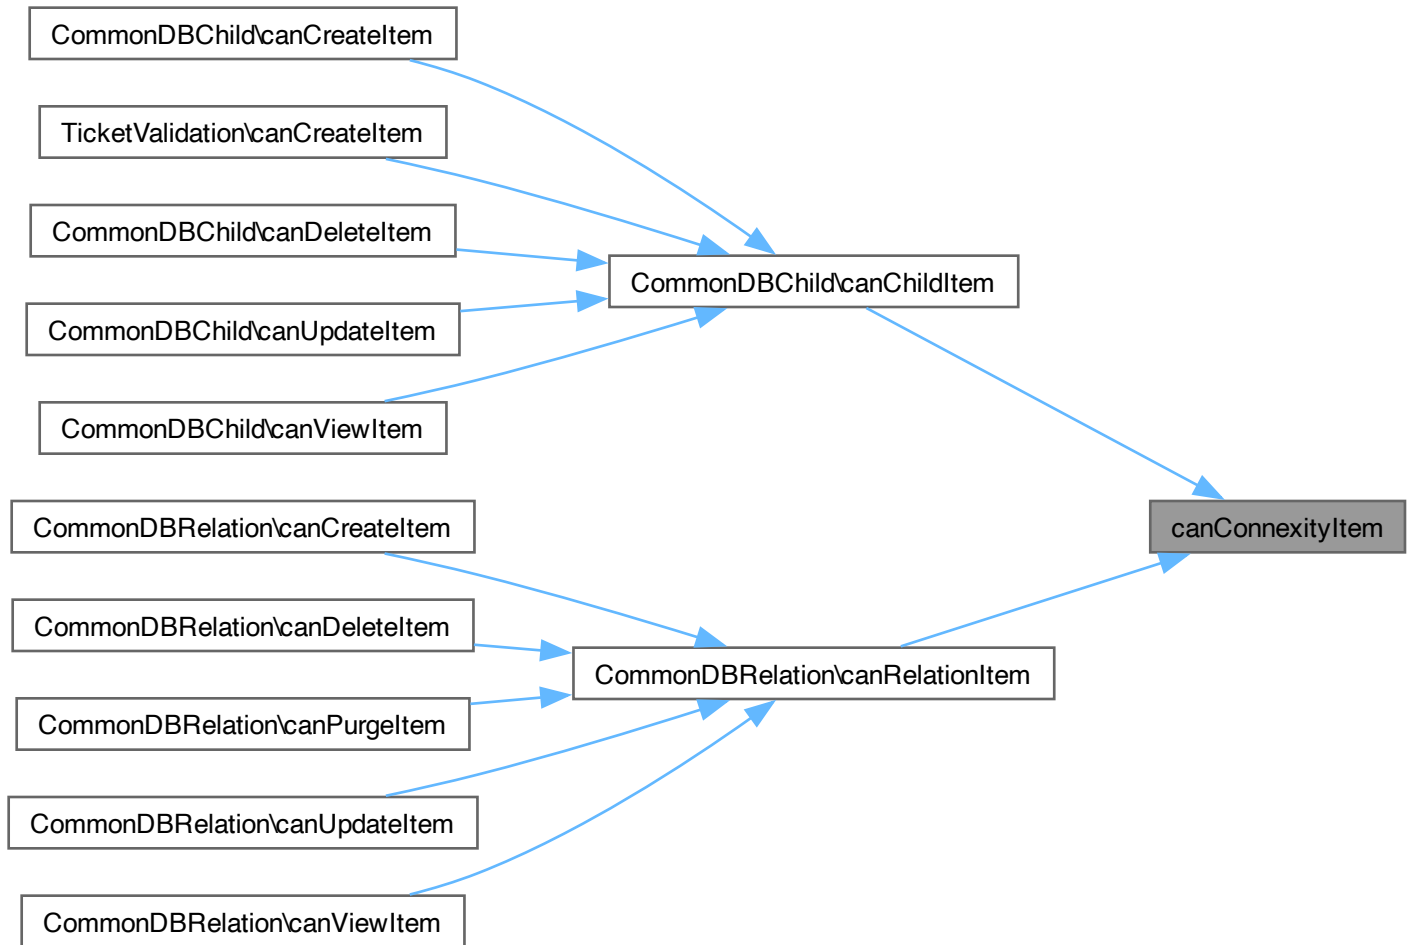 CommonDBChild\canCreateItem
TicketValidation\canCreateItem
CommonDBChild\canDeleteItem
CommonDBChild\canChildItem
CommonDBChild\canUpdateItem
CommonDBChild\canViewItem
CommonDBRelation\canCreateItem
canConnexityItem
CommonDBRelation\canDeleteItem
CommonDBRelation\canRelationItem
CommonDBRelation\canPurgeItem
CommonDBRelation\canUpdateItem
CommonDBRelation\canViewItem